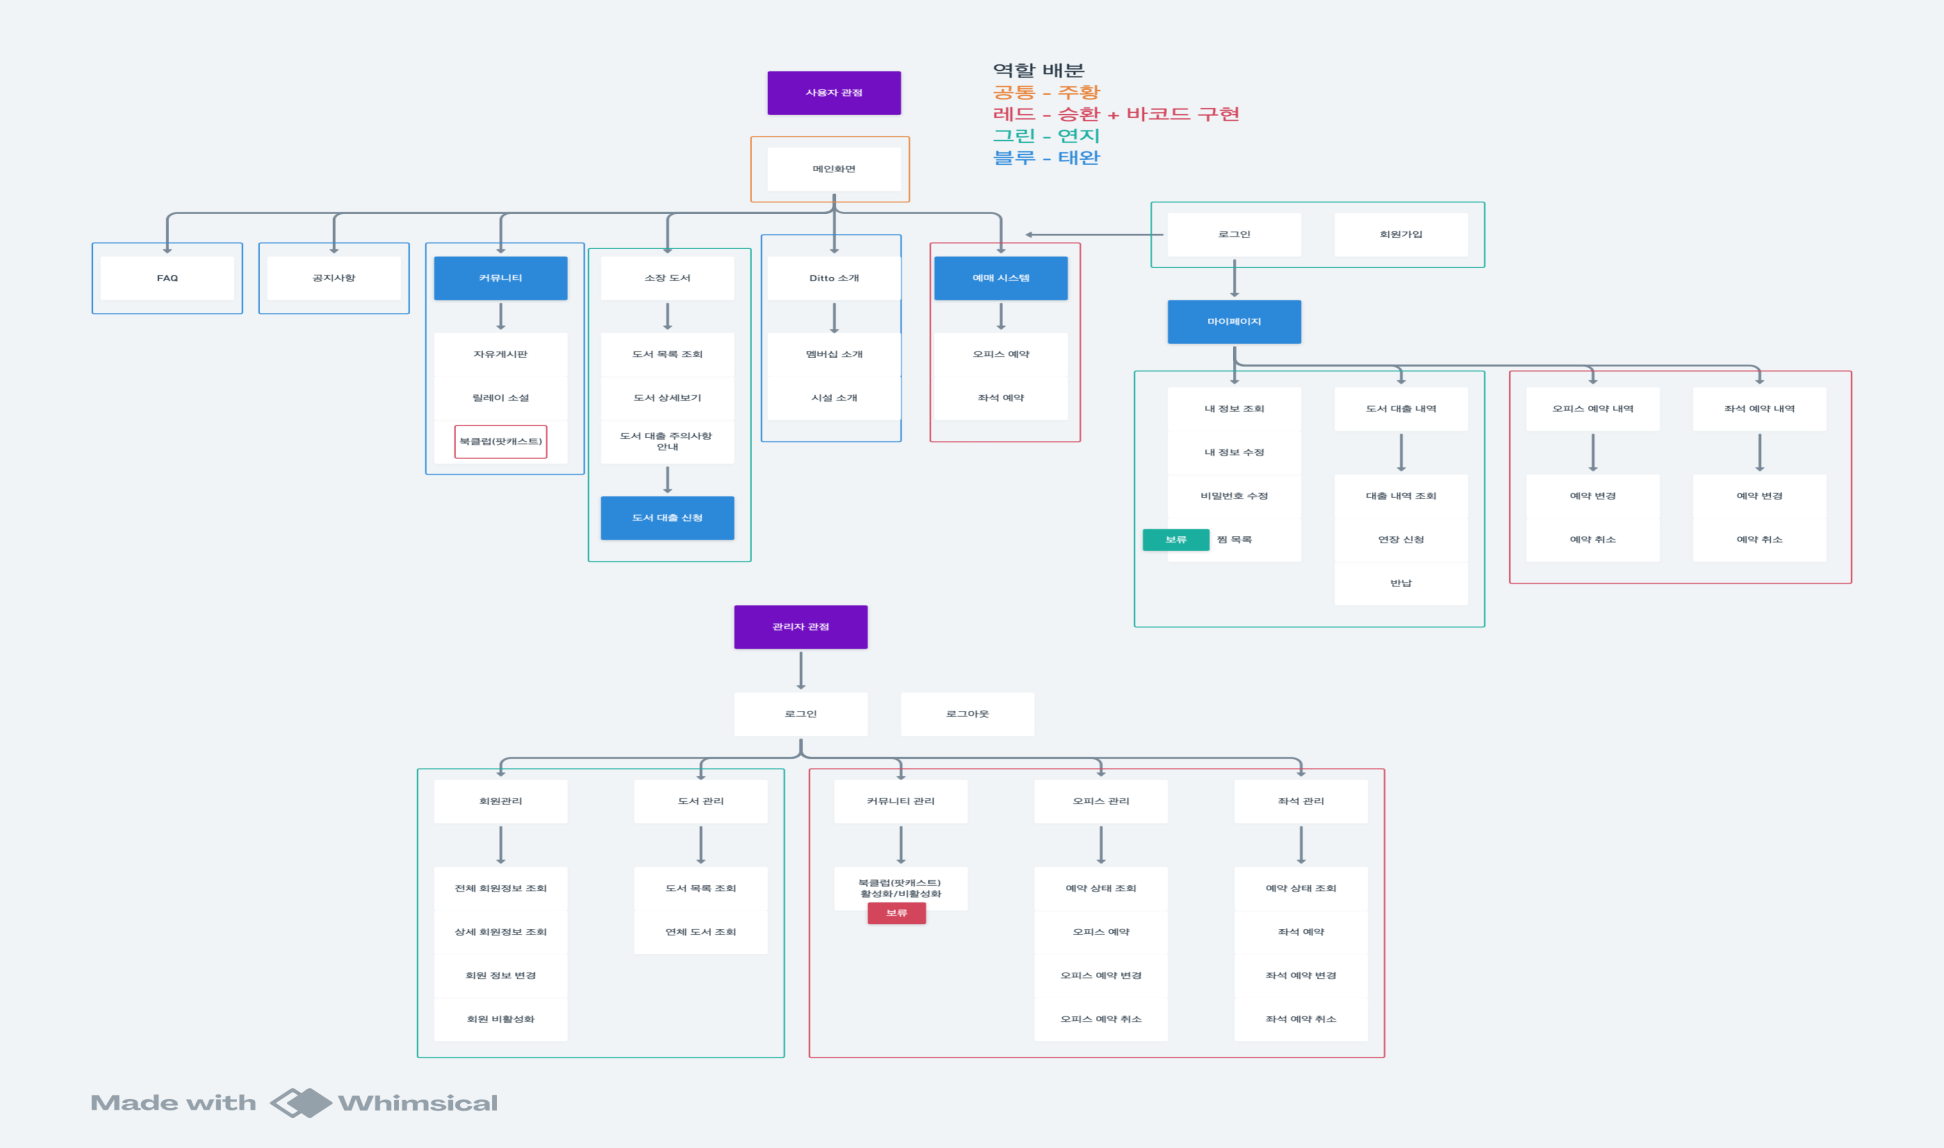 사용자 관점
역할 배분
공통 - 주황
레드 - 승환 + 바코드 구현
그린 - 연지
블루 - 태완
메인화면
로그인
회원가입
FAQ
공지사항
커뮤니티
소장 도서
Ditto 소개
예매 시스템
마이페이지
자유게시판
릴레이 소설
북클럽(팟캐스트)
도서 목록 조회
도서 상세보기
도서 대출 주의사항
안내
도서 대출 신청
멤버십 소개
시설 소개
오피스 예약
좌석 예약
내 정보 조회
내 정보 수정
비밀번호 수정
보류
찜 목록
도서 대출 내역
대출 내역 조회
연장 신청
반납
오피스 예약 내역
예약 변경
예약 취소
좌석 예약 내역
예약 변경
예약 취소
관리자 관점
로그인
로그아웃
회원관리
전체 회원정보 조회
상세 회원정보 조회
회원 정보 변경
회원 비활성화
도서 관리
도서 목록 조회
연체 도서 조회
커뮤니티 관리
북클럽(팟캐스트)
활성화/비활성화
보류
오피스 관리
예약 상태 조회
오피스 예약
오피스 예약 변경
오피스 예약 취소
좌석 관리
예약 상태 조회
좌석 예약
좌석 예약 변경
좌석 예약 취소
Made with Whimsical